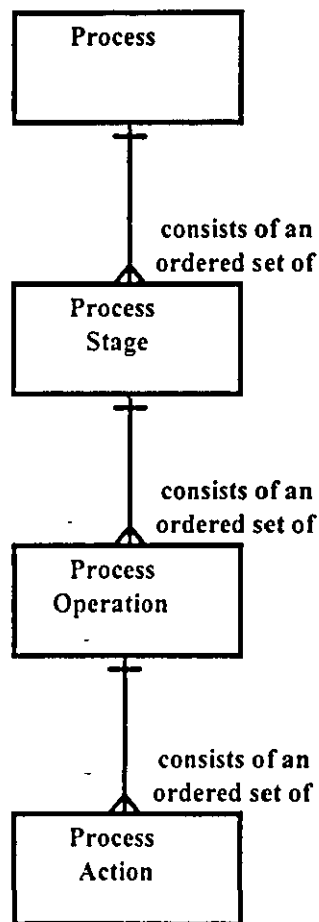 Process
consists of an
ordered set of
Process
Stage
consists of an
ordered set of
Process
Operation
consists of an
ordered set of
Process
Action